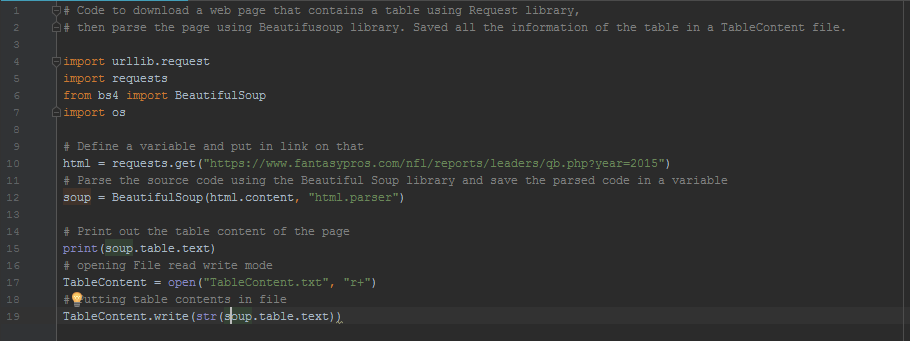 1 # Code to download a web page that contains a table using Request library,
2 # then parse the page using Beautifusoup library. Saved all the information of the table in a TableContent file.
3
4 import urllib.request
5 import requests
6 from bs4 import BeautifulSoup
7 import os
8
9 # Define a variable and put in link on that
10 html = requests.get("https://www.fantasypros.com/nfl/reports/leaders/qb.php?year=2015")
11 # Parse the source code using the Beautiful Soup library and save the parsed code in a variable
12 soup = BeautifulSoup(html.content, "html.parser")
13
14 # Print out the table content of the page
15 print(soup.table.text)
16 # opening File read write mode
17 TableContent = open("TableContent.txt", "r+")
18 # utting table contents in file
19 TableContent.write(str(soup.table.text))